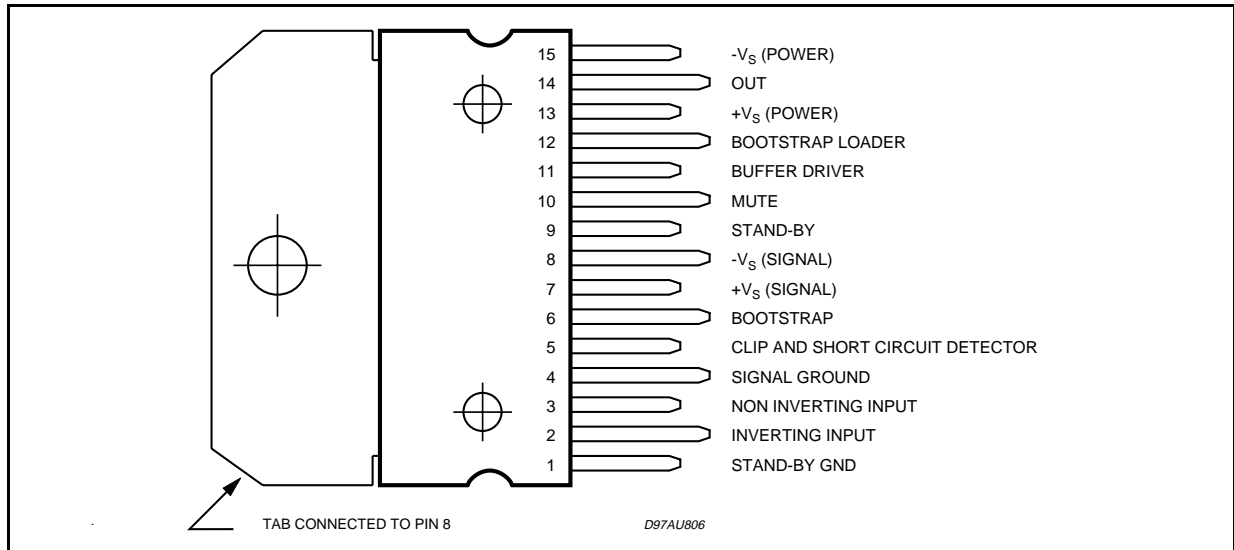 15 -VS (POWER)
14 OUT
13 +VS (POWER)
12 BOOTSTRAP LOADER
11 BUFFER DRIVER
10 MUTE
9 STAND-BY
8 -VS (SIGNAL)
7 +VS (SIGNAL)
6 BOOTSTRAP
5 CLIP AND SHORT CIRCUIT DETECTOR
4 SIGNAL GROUND
3 NON INVERTING INPUT
2 INVERTING INPUT
1 STAND-BY GND
TAB CONNECTED TO PIN 8
D97AU806